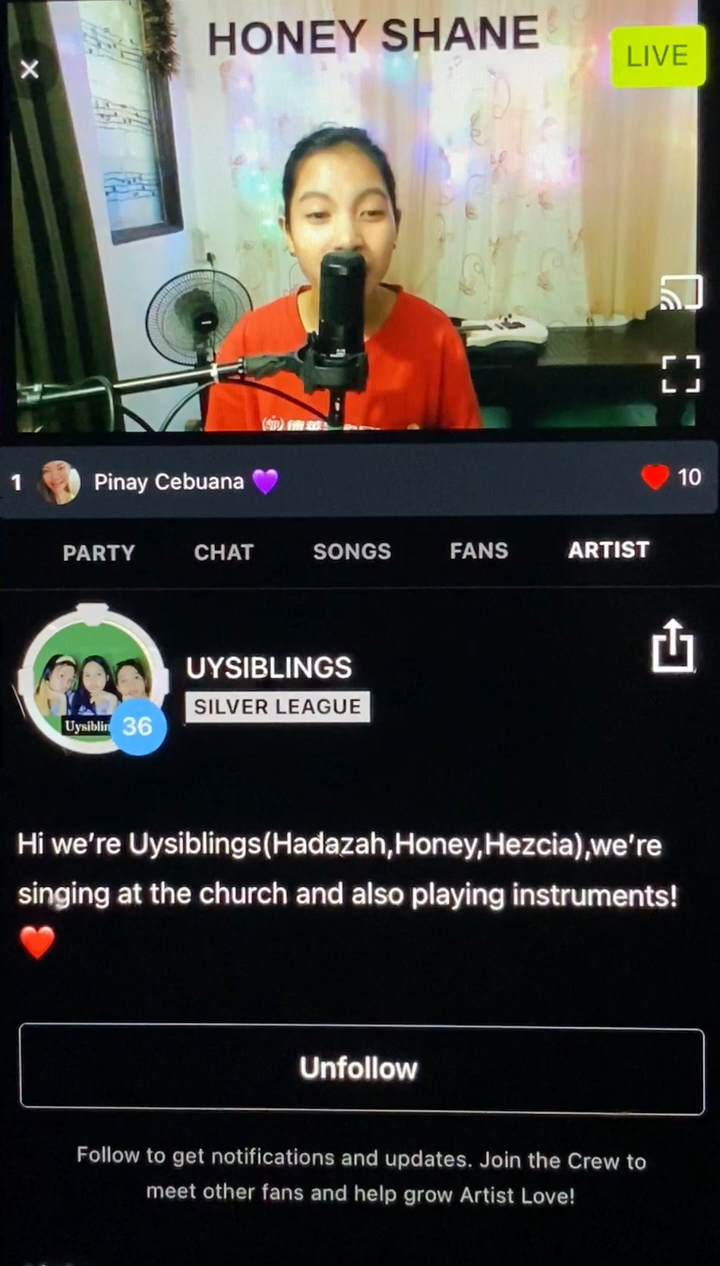 HONEY SHANE
LIVE
1 Pinay Cebuana 💜 ❤️ 10
PARTY CHAT SONGS FANS ARTIST
UYSIBLINGS
SILVER LEAGUE
36
Hi we're Uysiblings(Hadazah,Honey,Hezcia),we're
singing at the church and also playing instruments!
❤️
Unfollow
Follow to get notifications and updates. Join the Crew to
meet other fans and help grow Artist Love!